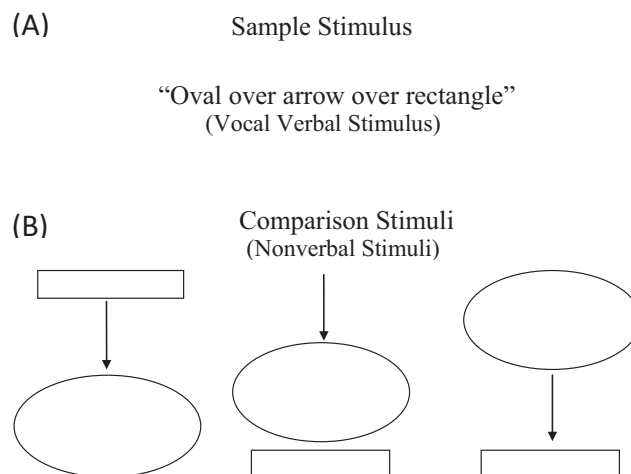 (A) Sample Stimulus
“Oval over arrow over rectangle”
(Vocal Verbal Stimulus)
(B) Comparison Stimuli
(Nonverbal Stimuli)